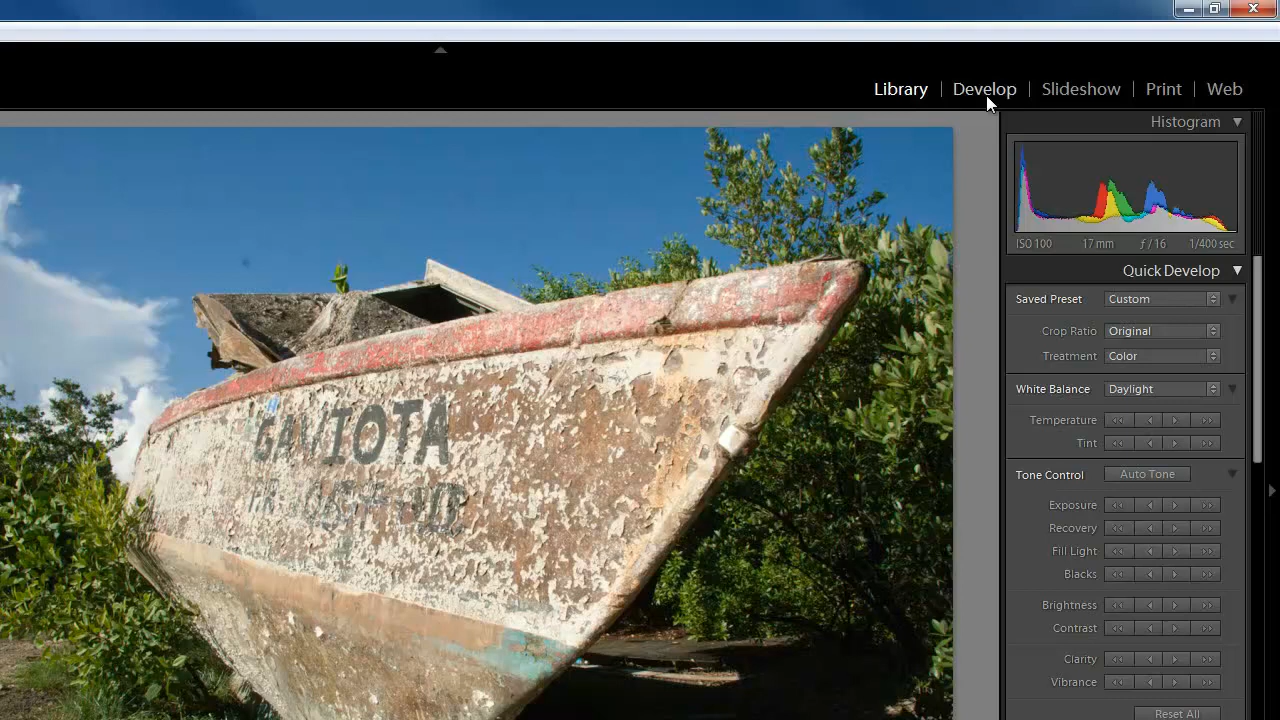 Library | Develop | Slideshow | Print | Web
Histogram
ISO 100 17 mm ƒ / 16 1/400 sec
Quick Develop
Saved Preset Custom
Crop Ratio Original
Treatment Color
White Balance Daylight
Temperature
Tint
Tone Control Auto Tone
Exposure
Recovery
Fill Light
Blacks
Brightness
Contrast
Clarity
Vibrance
Reset All
GAVIOTA